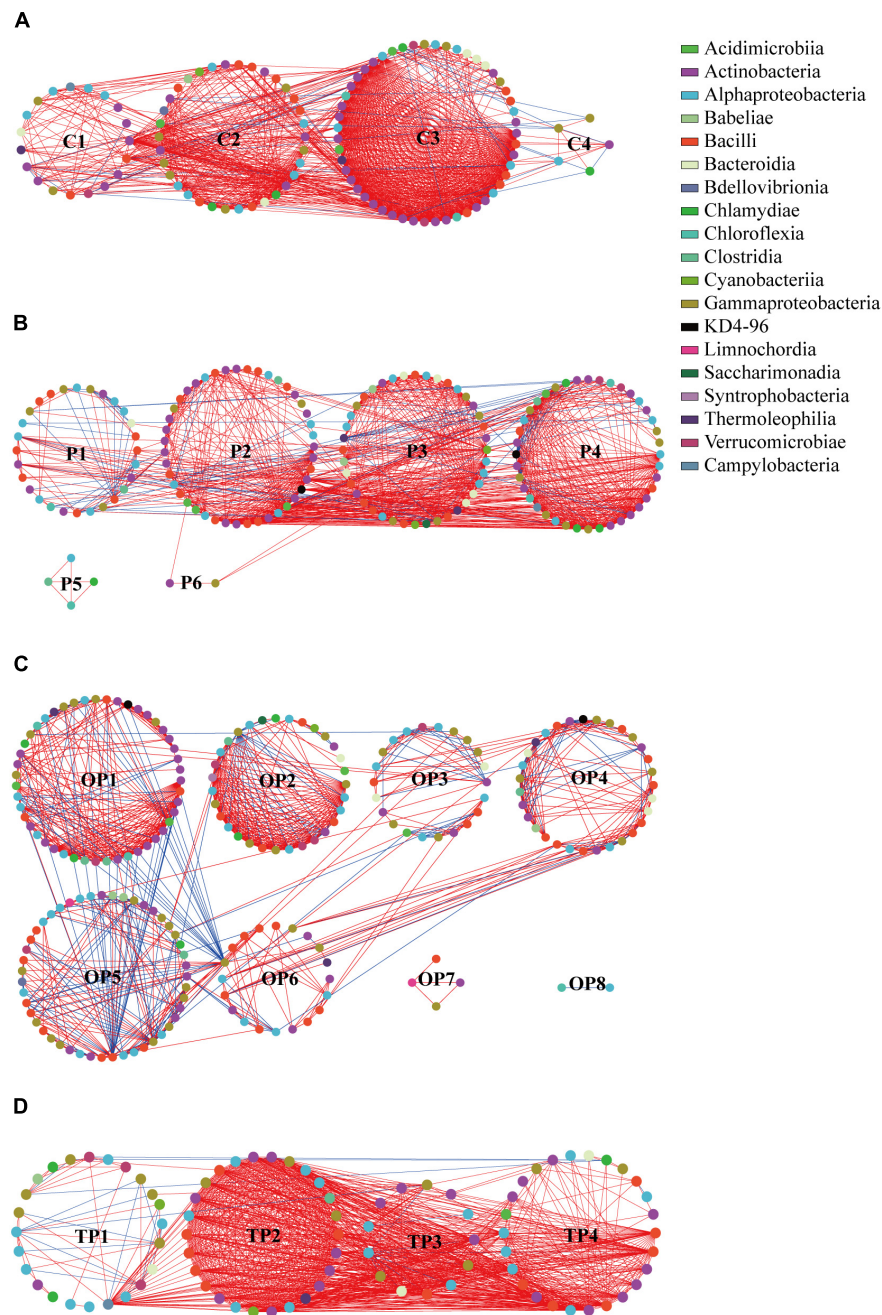 A
C1
C2
C3
C4
Acidimicrobiia
Actinobacteria
Alphaproteobacteria
Babeliae
Bacilli
Bacteroidia
Bdellovibrionia
Chlamydiae
Chloroflexia
Clostridia
Cyanobacteriia
Gammaproteobacteria
KD4-96
Limnochordia
Saccharimonadia
Syntrophobacteria
Thermoleophilia
Verrucomicrobiae
Campylobacteria
B
P1
P2
P3
P4
P5
P6
C
OP1
OP2
OP3
OP4
OP5
OP6
OP7
OP8
D
TP1
TP2
TP3
TP4